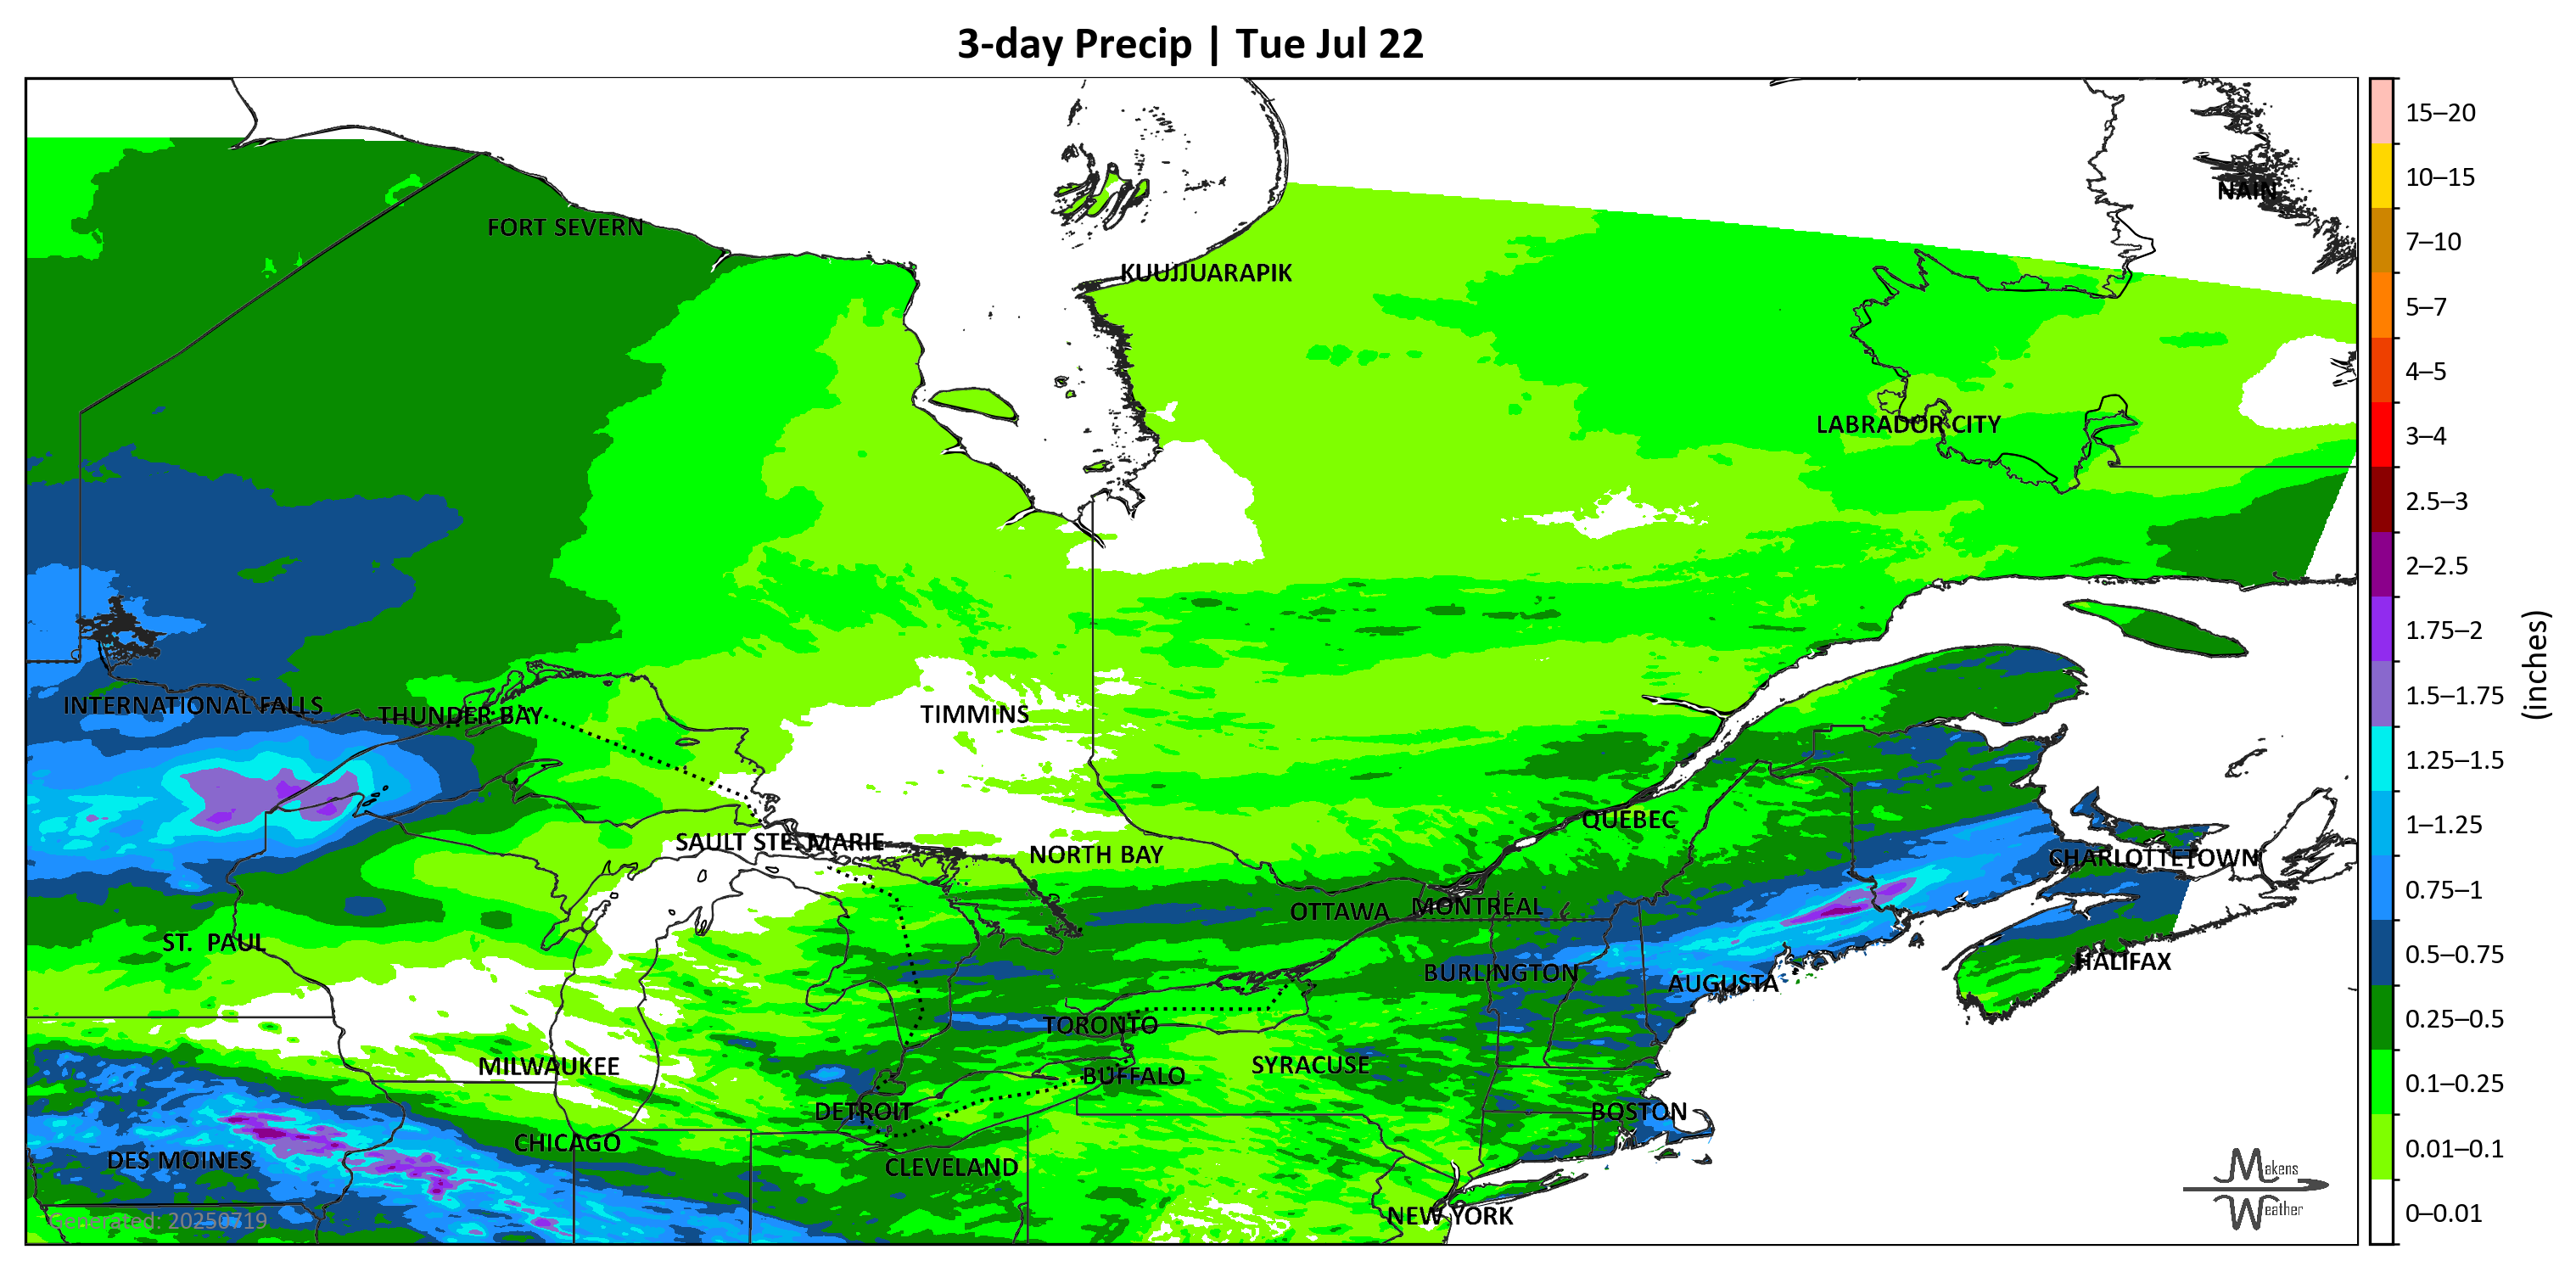 3-day Precip | Tue Jul 22
NAIN
FORT SEVERN
KUUJJUARAPIK
LABRADOR CITY
INTERNATIONAL FALLS
THUNDER BAY
TIMMINS
QUEBEC
SAULT STE. MARIE
NORTH BAY
CHARLOTTETOWN
OTTAWA
MONTRÉAL
ST. PAUL
HALIFAX
BURLINGTON
AUGUSTA
TORONTO
MILWAUKEE
SYRACUSE
BUFFALO
DETROIT
BOSTON
CHICAGO
DES MOINES
CLEVELAND
NEW YORK
Generated: 20250719
Makens
Weather
15–20
10–15
7–10
5–7
4–5
3–4
2.5–3
2–2.5
1.75–2
1.5–1.75
1.25–1.5
1–1.25
0.75–1
0.5–0.75
0.25–0.5
0.1–0.25
0.01–0.1
0–0.01
(inches)